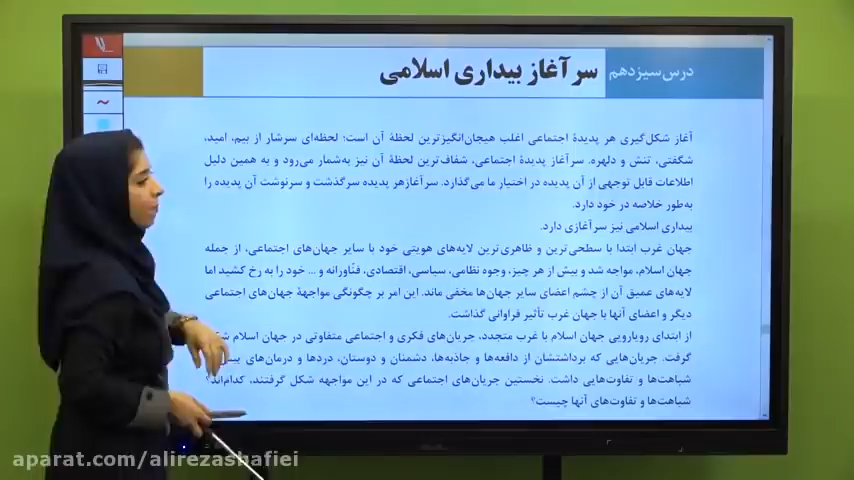 درس سیزدهم
سرآغاز بیداری اسلامی
آغاز شکل‌گیری هر پدیدهٔ اجتماعی اغلب هیجان‌انگیزترین لحظهٔ آن است؛ لحظه‌ای سرشار از بیم، امید،
شگفتی، تنش و دلهره. سرآغاز پدیدهٔ اجتماعی، شفاف‌ترین لحظهٔ آن نیز به‌شمار می‌رود و به همین دلیل
اطلاعات قابل توجهی از آن پدیده در اختیار ما می‌گذارد. سرآغازهر پدیده سرگذشت و سرنوشت آن پدیده را
به‌طور خلاصه در خود دارد.
بیداری اسلامی نیز سرآغازی دارد.
جهان غرب ابتدا با سطحی‌ترین و ظاهری‌ترین لایه‌های هویتی خود با سایر جهان‌های اجتماعی، از جمله
جهان اسلام، مواجه شد و بیش از هر چیز، وجوه نظامی، سیاسی، اقتصادی، فنّاورانه و ... خود را به رخ کشید اما
لایه‌های عمیق آن از چشم اعضای سایر جهان‌ها مخفی ماند. این امر بر چگونگی مواجههٔ جهان‌های اجتماعی
دیگر و اعضای آنها با جهان غرب تأثیر فراوانی گذاشت.
از ابتدای رویارویی جهان اسلام با غرب متجدد، جریان‌های فکری و اجتماعی متفاوتی در جهان اسلام
گرفت. جریان‌هایی که برداشتشان از دافعه‌ها و جاذبه‌ها، دشمنان و دوستان، دردها و درمان‌های
شباهت‌ها و تفاوت‌هایی داشت. نخستین جریان‌های اجتماعی که در این مواجهه شکل گرفتند، کدام‌اند؟
شباهت‌ها و تفاوت‌های آنها چیست؟
aparat.com/alirezashafiei